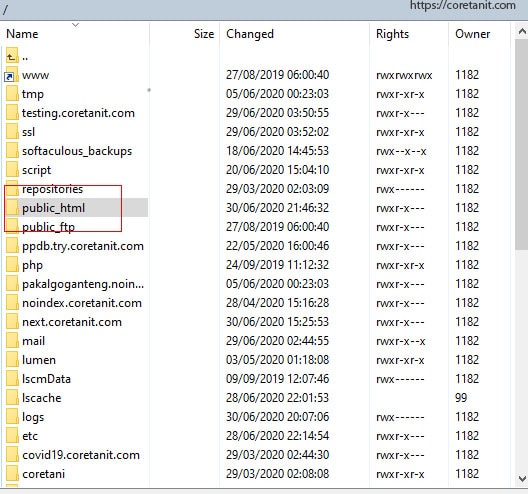 / https://coretanit.com
Name Size Changed Rights Owner
..
www 27/08/2019 06:00:40 rwxrwxrwx 1182
tmp 05/06/2020 00:23:03 rwxr-xr-x 1182
testing.coretanit.com 29/06/2020 03:50:55 rwxr-x--- 1182
ssl 29/06/2020 03:52:02 rwxr-xr-x 1182
softaculous_backups 18/06/2020 14:45:53 rwx--x--x 1182
script 20/06/2020 15:04:10 rwxr-xr-x 1182
repositories 29/03/2020 02:03:09 rwx------ 1182
public_html 30/06/2020 21:46:32 rwxr-x--- 1182
public_ftp 27/08/2019 06:00:40 rwxr-x--- 1182
ppdb.try.coretanit.com 22/05/2020 16:00:46 rwxr-x--- 1182
php 24/09/2019 11:12:32 rwxr-xr-x 1182
pakalgoganteng.noin... 05/06/2020 00:23:03 rwxr-x--- 1182
noindex.coretanit.com 28/04/2020 15:16:28 rwxr-x--- 1182
next.coretanit.com 30/06/2020 15:25:53 rwxr-x--- 1182
mail 29/06/2020 02:44:55 rwxr-x--x 1182
lumen 03/05/2020 01:18:08 rwxr-xr-x 1182
lscmData 09/09/2019 12:07:46 rwx------ 1182
lscache 28/06/2020 22:01:53 99
logs 30/06/2020 20:07:06 rwx------ 1182
etc 28/06/2020 22:14:54 rwxr-x--- 1182
covid19.coretanit.com 29/03/2020 02:44:30 rwxr-x--- 1182
coretani 29/03/2020 02:08:08 rwxr-xr-x 1182